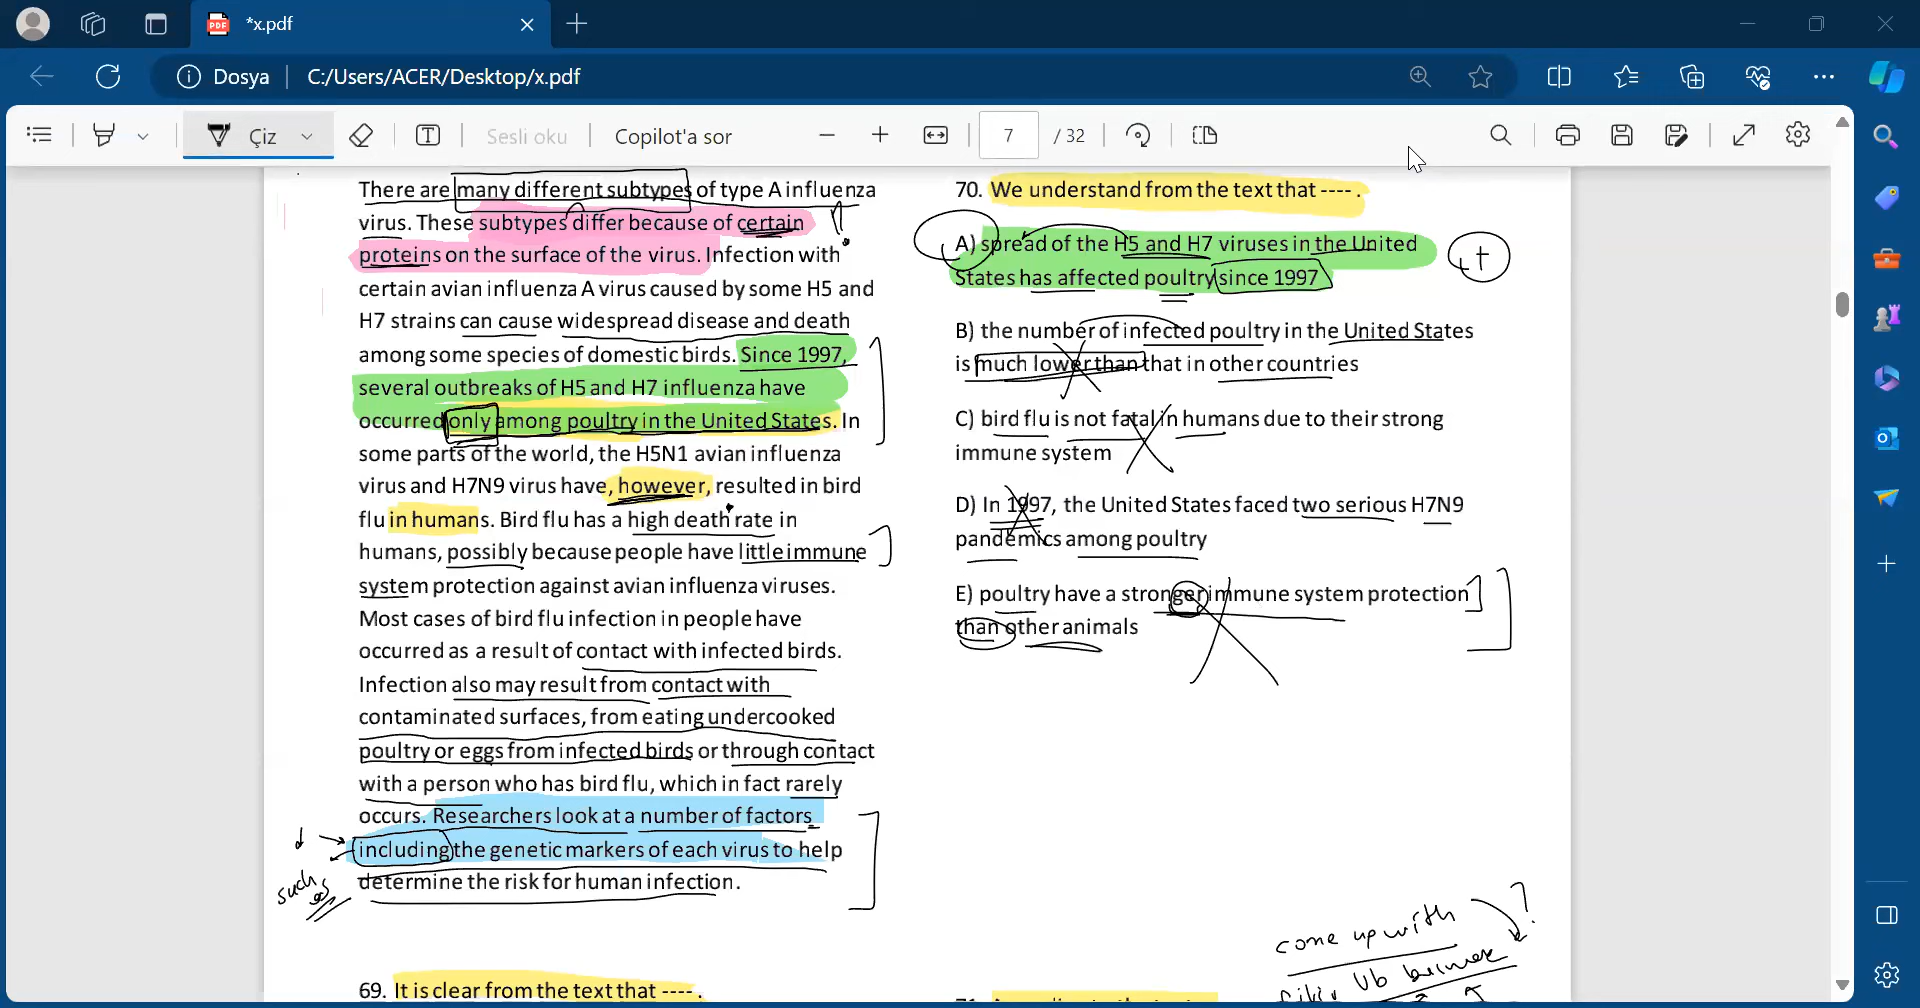 *x.pdf
Dosya
C:/Users/ACER/Desktop/x.pdf
Çiz
Sesli oku
Copilot'a sor
7
/ 32
There are many different subtypes of type A influenza
virus. These subtypes differ because of certain
proteins on the surface of the virus. Infection with
certain avian influenza A virus caused by some H5 and
H7 strains can cause widespread disease and death
among some species of domestic birds. Since 1997,
several outbreaks of H5 and H7 influenza have
occurred only among poultry in the United States. In
some parts of the world, the H5N1 avian influenza
virus and H7N9 virus have, however, resulted in bird
flu in humans. Bird flu has a high death rate in
humans, possibly because people have little immune
system protection against avian influenza viruses.
Most cases of bird flu infection in people have
occurred as a result of contact with infected birds.
Infection also may result from contact with
contaminated surfaces, from eating undercooked
poultry or eggs from infected birds or through contact
with a person who has bird flu, which in fact rarely
occurs. Researchers look at a number of factors
including the genetic markers of each virus to help
determine the risk for human infection.
such as
69. It is clear from the text that ---- .
70. We understand from the text that ---- .
A) spread of the H5 and H7 viruses in the United
States has affected poultry since 1997
+
B) the number of infected poultry in the United States
is much lower than that in other countries
C) bird flu is not fatal in humans due to their strong
immune system
D) In 1997, the United States faced two serious H7N9
pandemics among poultry
E) poultry have a stronger immune system protection
than other animals
come up with
?